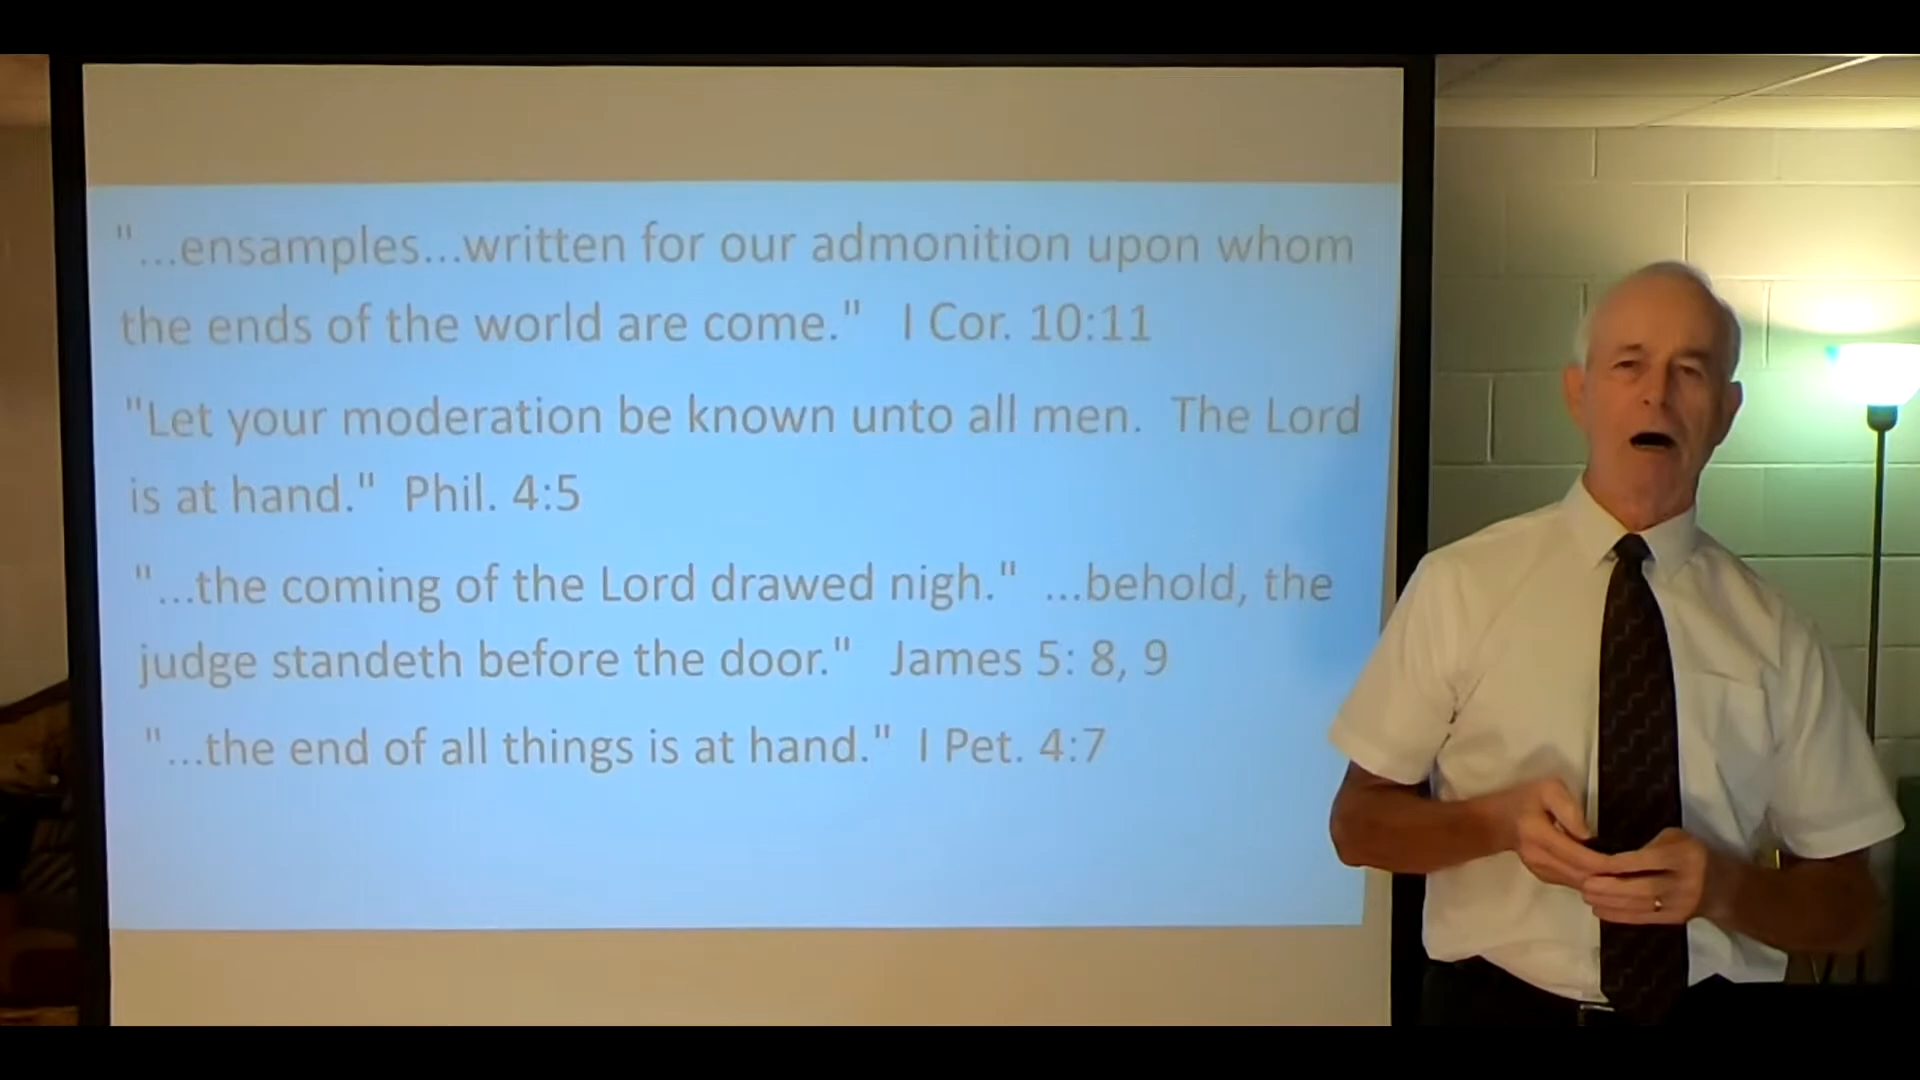 "...ensamples...written for our admonition upon whom
the ends of the world are come."   I Cor. 10:11
"Let your moderation be known unto all men.  The Lord
is at hand."  Phil. 4:5
"...the coming of the Lord drawed nigh."  ...behold, the
judge standeth before the door."   James 5: 8, 9
"...the end of all things is at hand."  I Pet. 4:7